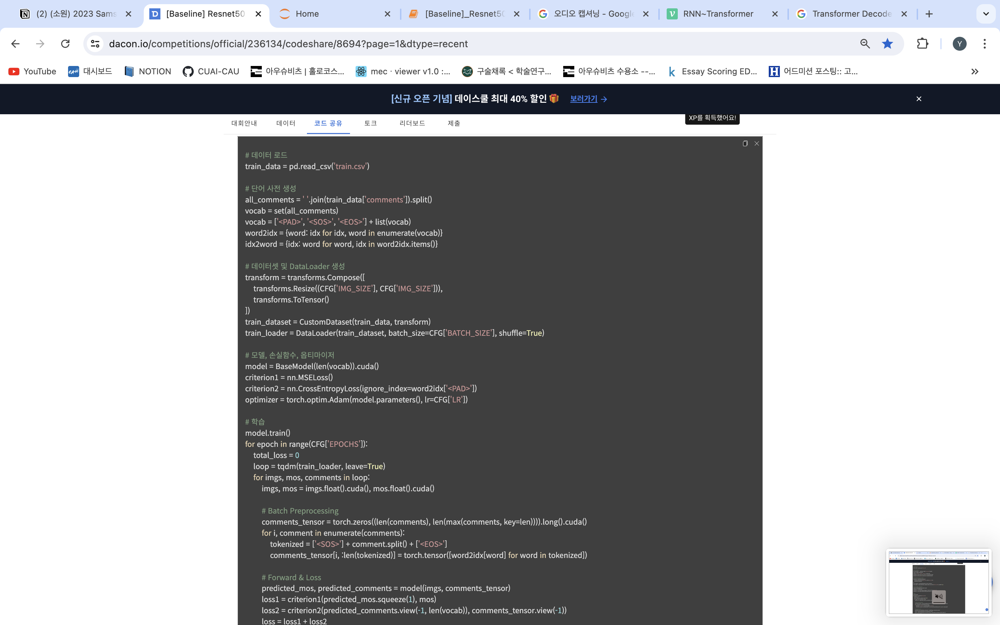 (2) (소원) 2023 Sams
[Baseline] Resnet50
Home
[Baseline]_Resnet50
오디오 캡셔닝 - Google
RNN~Transformer
Transformer Decode
dacon.io/competitions/official/236134/codeshare/8694?page=1&dtype=recent
Y
YouTube
대시보드
NOTION
CUAI-CAU
아우슈비츠 | 홀로코스...
mec · viewer v1.0 :...
구술채록 < 학술연구...
아우슈비츠 수용소 --...
Essay Scoring ED...
어드미션 포스팅:: 고...
[신규 오픈 기념] 데이스쿨 최대 40% 할인 보러가기 →
대회안내
데이터
코드 공유
토크
리더보드
제출
XP를 획득했어요!
# 데이터 로드
train_data = pd.read_csv('train.csv')
# 단어 사전 생성
all_comments = ' '.join(train_data['comments']).split()
vocab = set(all_comments)
vocab = ['<PAD>', '<SOS>', '<EOS>'] + list(vocab)
word2idx = {word: idx for idx, word in enumerate(vocab)}
idx2word = {idx: word for word, idx in word2idx.items()}
# 데이터셋 및 DataLoader 생성
transform = transforms.Compose([
    transforms.Resize((CFG['IMG_SIZE'], CFG['IMG_SIZE'])),
    transforms.ToTensor()
])
train_dataset = CustomDataset(train_data, transform)
train_loader = DataLoader(train_dataset, batch_size=CFG['BATCH_SIZE'], shuffle=True)
# 모델, 손실함수, 옵티마이저
model = BaseModel(len(vocab)).cuda()
criterion1 = nn.MSELoss()
criterion2 = nn.CrossEntropyLoss(ignore_index=word2idx['<PAD>'])
optimizer = torch.optim.Adam(model.parameters(), lr=CFG['LR'])
# 학습
model.train()
for epoch in range(CFG['EPOCHS']):
    total_loss = 0
    loop = tqdm(train_loader, leave=True)
    for imgs, mos, comments in loop:
        imgs, mos = imgs.float().cuda(), mos.float().cuda()
        # Batch Preprocessing
        comments_tensor = torch.zeros((len(comments), len(max(comments, key=len)))).long().cuda()
        for i, comment in enumerate(comments):
            tokenized = ['<SOS>'] + comment.split() + ['<EOS>']
            comments_tensor[i, :len(tokenized)] = torch.tensor([word2idx[word] for word in tokenized])
        # Forward & Loss
        predicted_mos, predicted_comments = model(imgs, comments_tensor)
        loss1 = criterion1(predicted_mos.squeeze(1), mos)
        loss2 = criterion2(predicted_comments.view(-1, len(vocab)), comments_tensor.view(-1))
        loss = loss1 + loss2